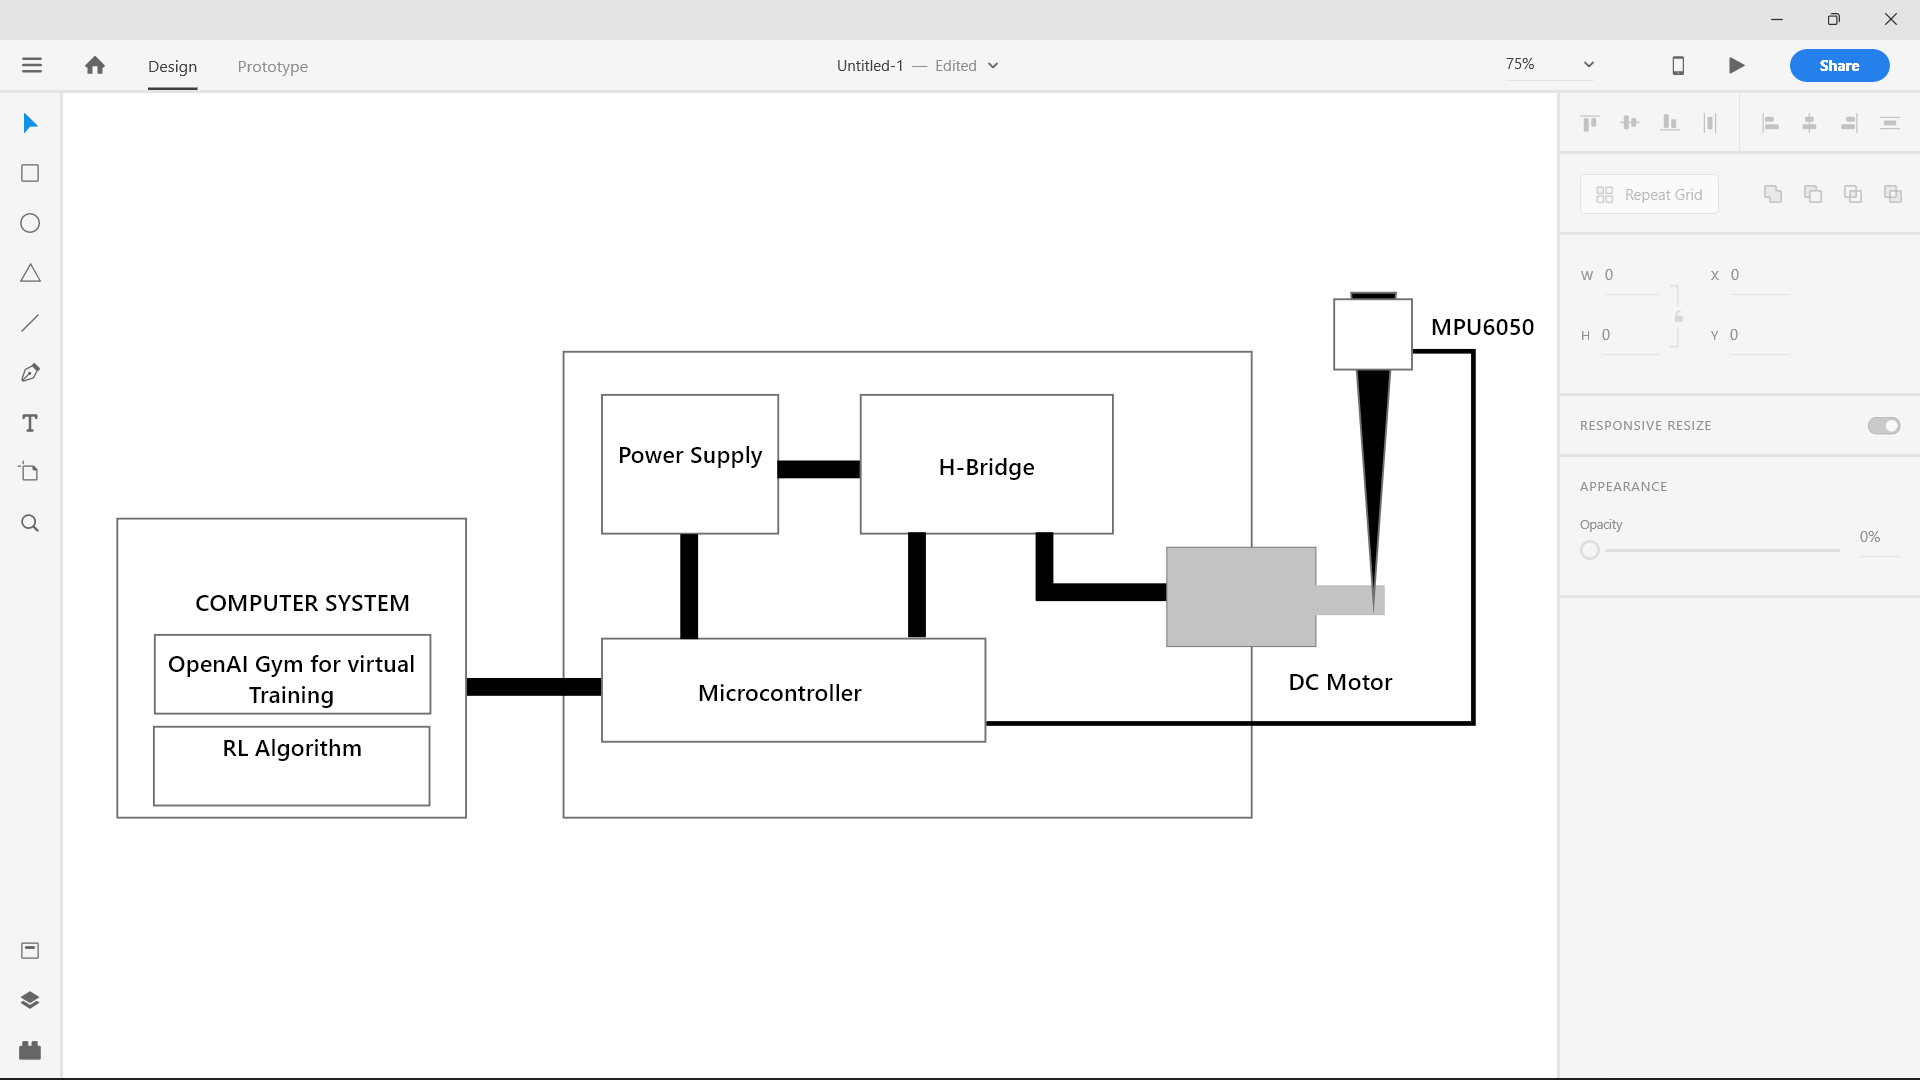 Design
Prototype
Untitled-1 — Edited
75%
Share
Repeat Grid
W 0
X 0
H 0
Y 0
RESPONSIVE RESIZE
APPEARANCE
Opacity
0%
MPU6050
Power Supply
H-Bridge
COMPUTER SYSTEM
OpenAI Gym for virtual
Training
RL Algorithm
Microcontroller
DC Motor